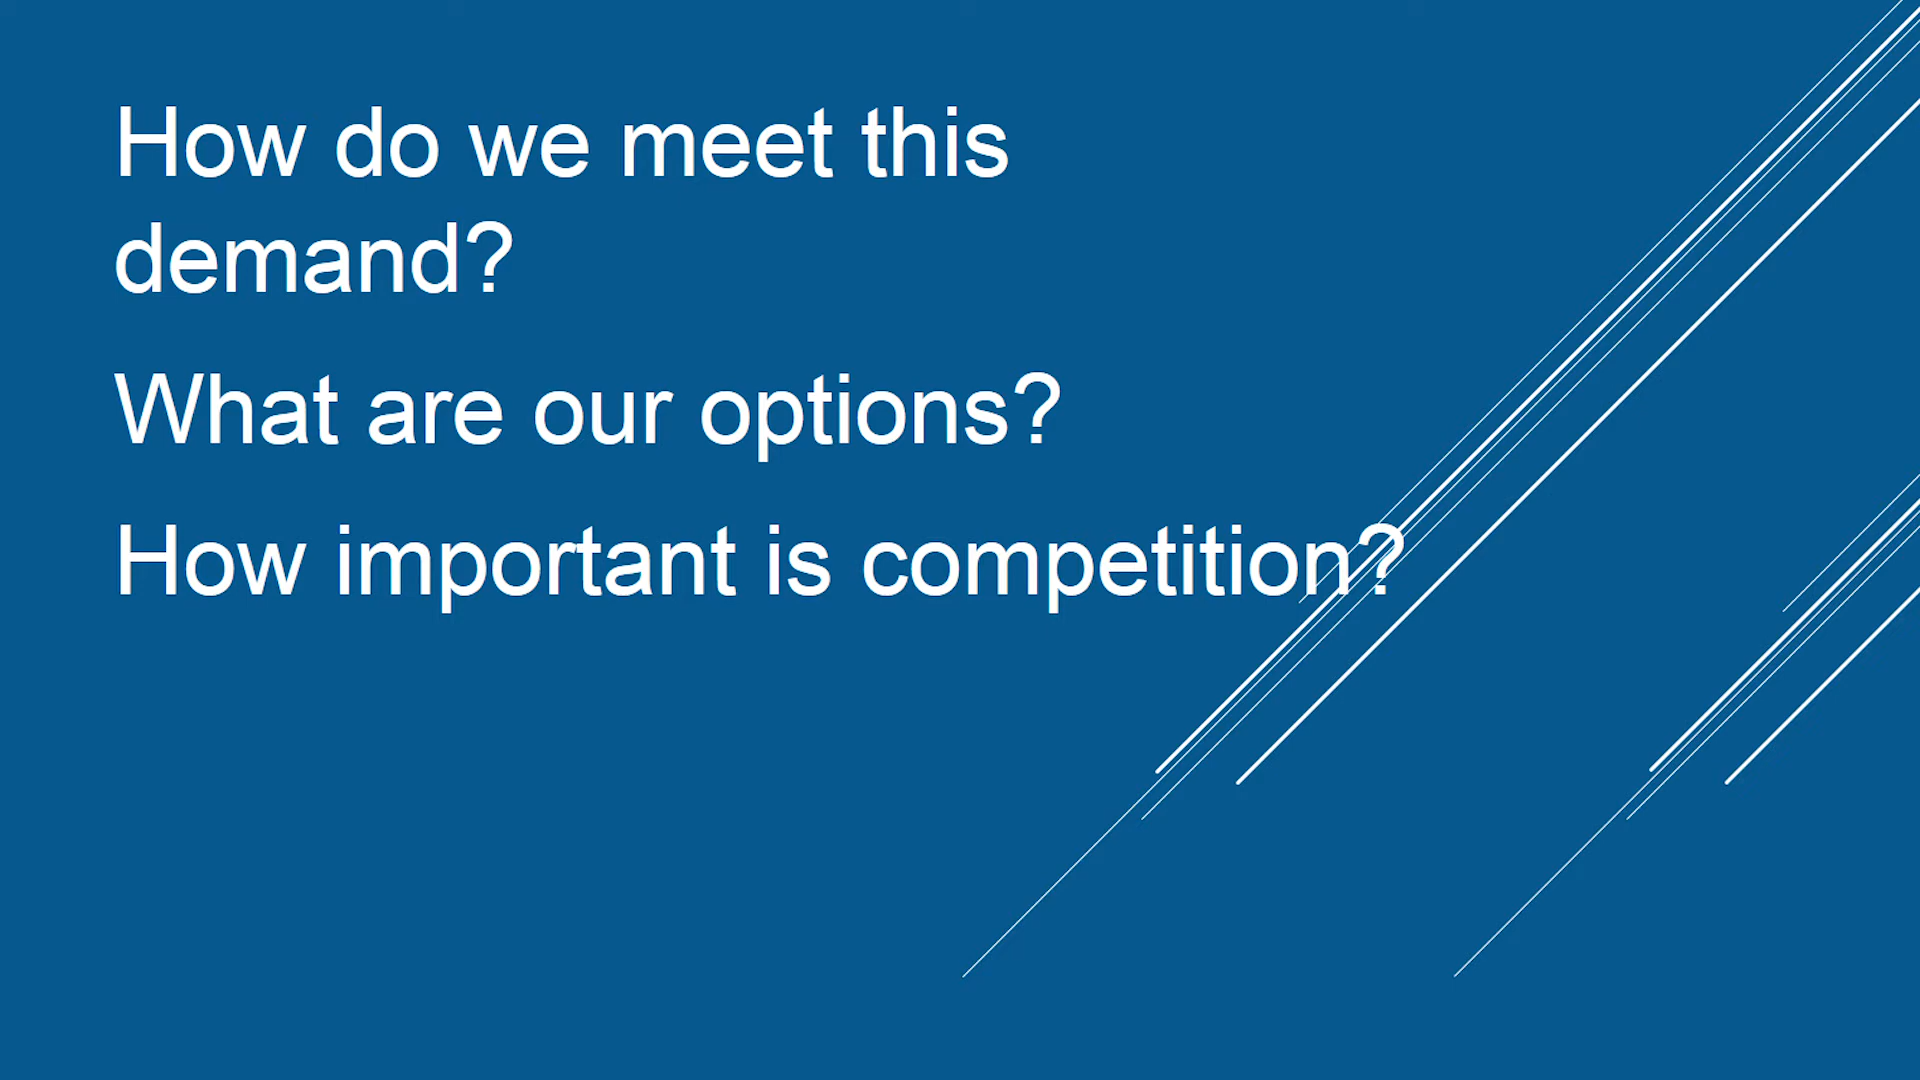 How do we meet this
demand?
What are our options?
How important is competition?